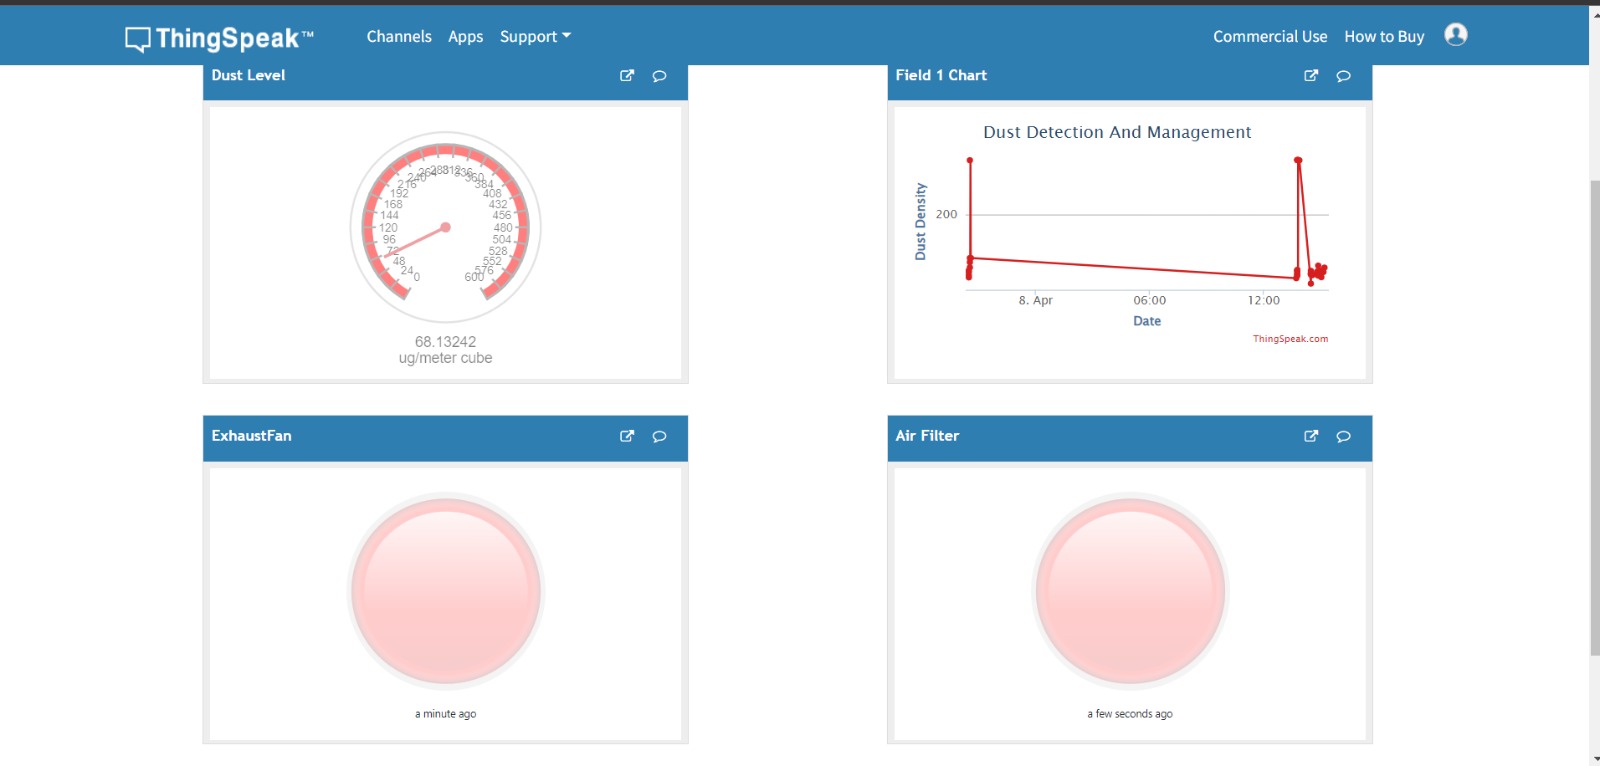 ThingSpeak™
Channels Apps Support
Commercial Use How to Buy
Dust Level
0
24
48
72
96
120
144
168
192
216
240
264
288
312
336
360
384
408
432
456
480
504
528
552
576
600
68.13242
ug/meter cube
Field 1 Chart
Dust Detection And Management
Dust Density
200
8. Apr 06:00 12:00
Date
ThingSpeak.com
ExhaustFan
a minute ago
Air Filter
a few seconds ago